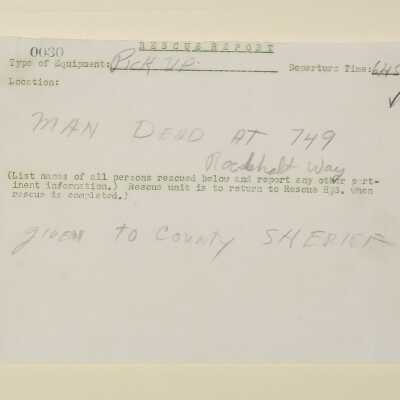 RESCUE REPORT
0030
Type of Equipment: PICK UP Departure Time:
Location:
MAN DEAD AT 749
Way
(List names of all persons rescued below and report any other pert-
inent information.) Rescue unit is to return to Rescue Hqs. when
rescue is completed.)
given to County SHERIFF